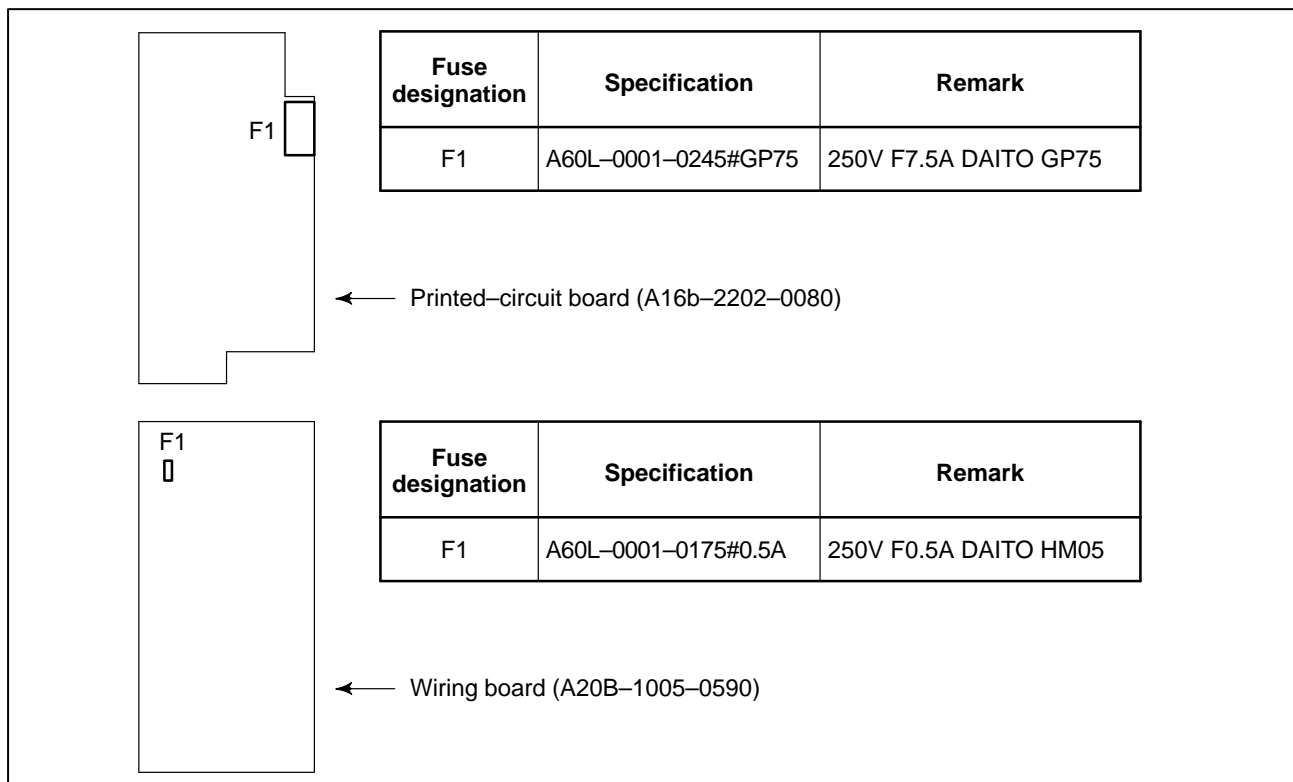 Fuse designation Specification Remark
F1 A60L–0001–0245#GP75 250V F7.5A DAITO GP75
F1
Printed–circuit board (A16b–2202–0080)
F1
Fuse designation Specification Remark
F1 A60L–0001–0175#0.5A 250V F0.5A DAITO HM05
Wiring board (A20B–1005–0590)